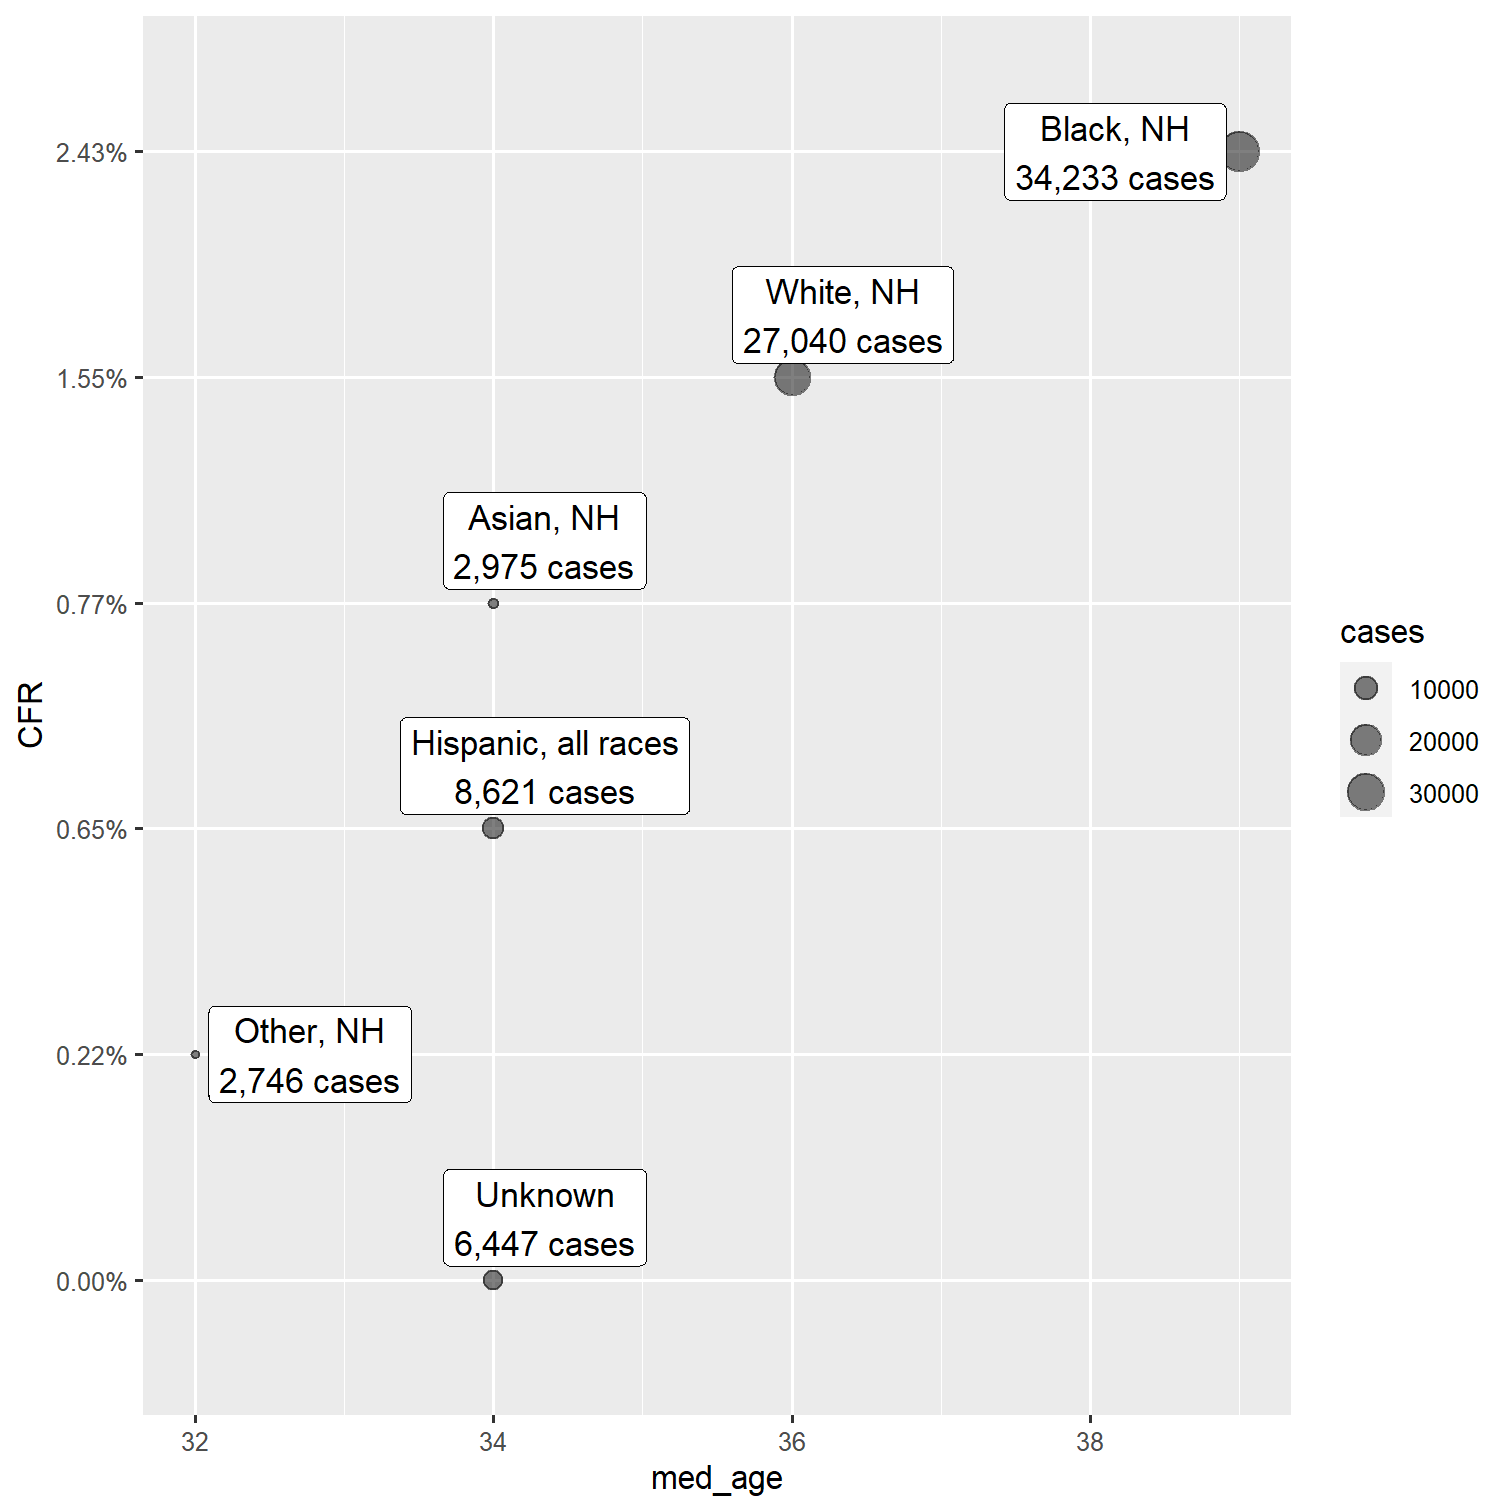 2.43%
1.55%
0.77%
0.65%
0.22%
0.00%
CFR
Black, NH
34,233 cases
White, NH
27,040 cases
Asian, NH
2,975 cases
Hispanic, all races
8,621 cases
Other, NH
2,746 cases
Unknown
6,447 cases
32
34
36
38
med_age
cases
10000
20000
30000